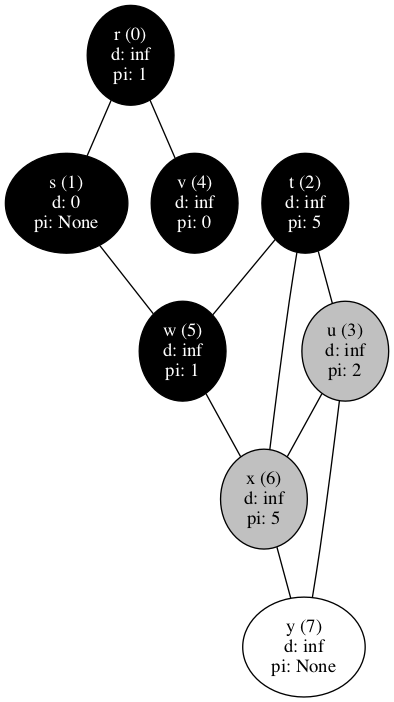 r (0)
d: inf
pi: 1
s (1)
d: 0
pi: None
v (4)
d: inf
pi: 0
t (2)
d: inf
pi: 5
w (5)
d: inf
pi: 1
u (3)
d: inf
pi: 2
x (6)
d: inf
pi: 5
y (7)
d: inf
pi: None